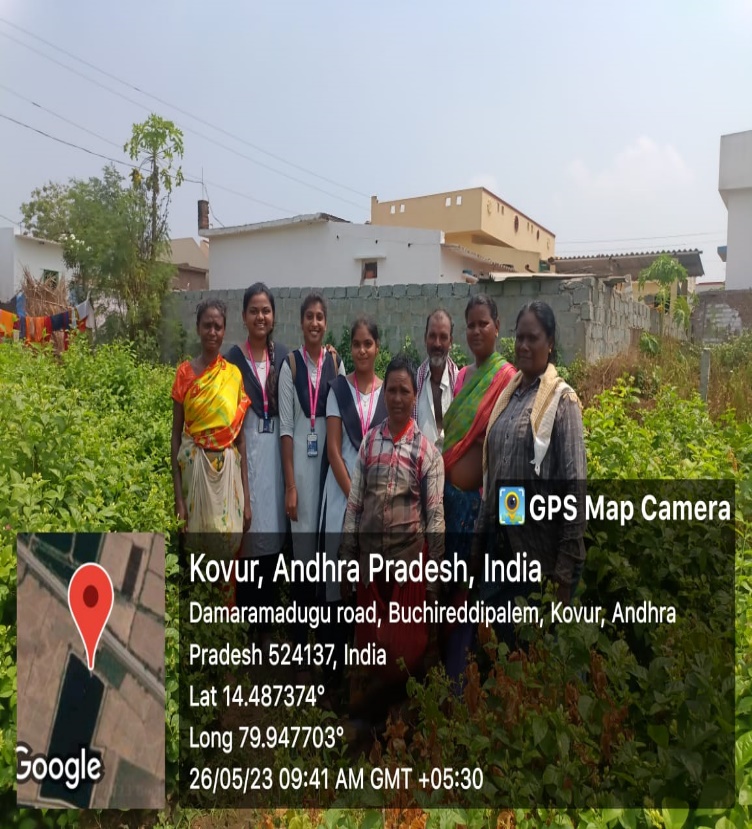 GPS Map Camera
Kovur, Andhra Pradesh, India
Damaramadugu road, Buchireddipalem, Kovur, Andhra
Pradesh 524137, India
Lat 14.487374°
Long 79.947703°
26/05/23 09:41 AM GMT +05:30
Google